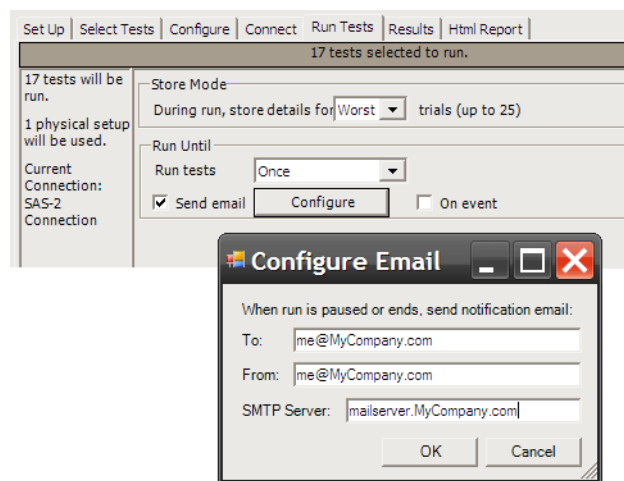 Set Up Select Tests Configure Connect Run Tests Results Html Report
17 tests selected to run.
17 tests will be
run.
1 physical setup
will be used.
Current
Connection:
SAS-2
Connection
Store Mode
During run, store details for Worst trials (up to 25)
Run Until
Run tests Once
Send email Configure On event
Configure Email
When run is paused or ends, send notification email:
To: me@MyCompany.com
From: me@MyCompany.com
SMTP Server: mailserver.MyCompany.com
OK Cancel